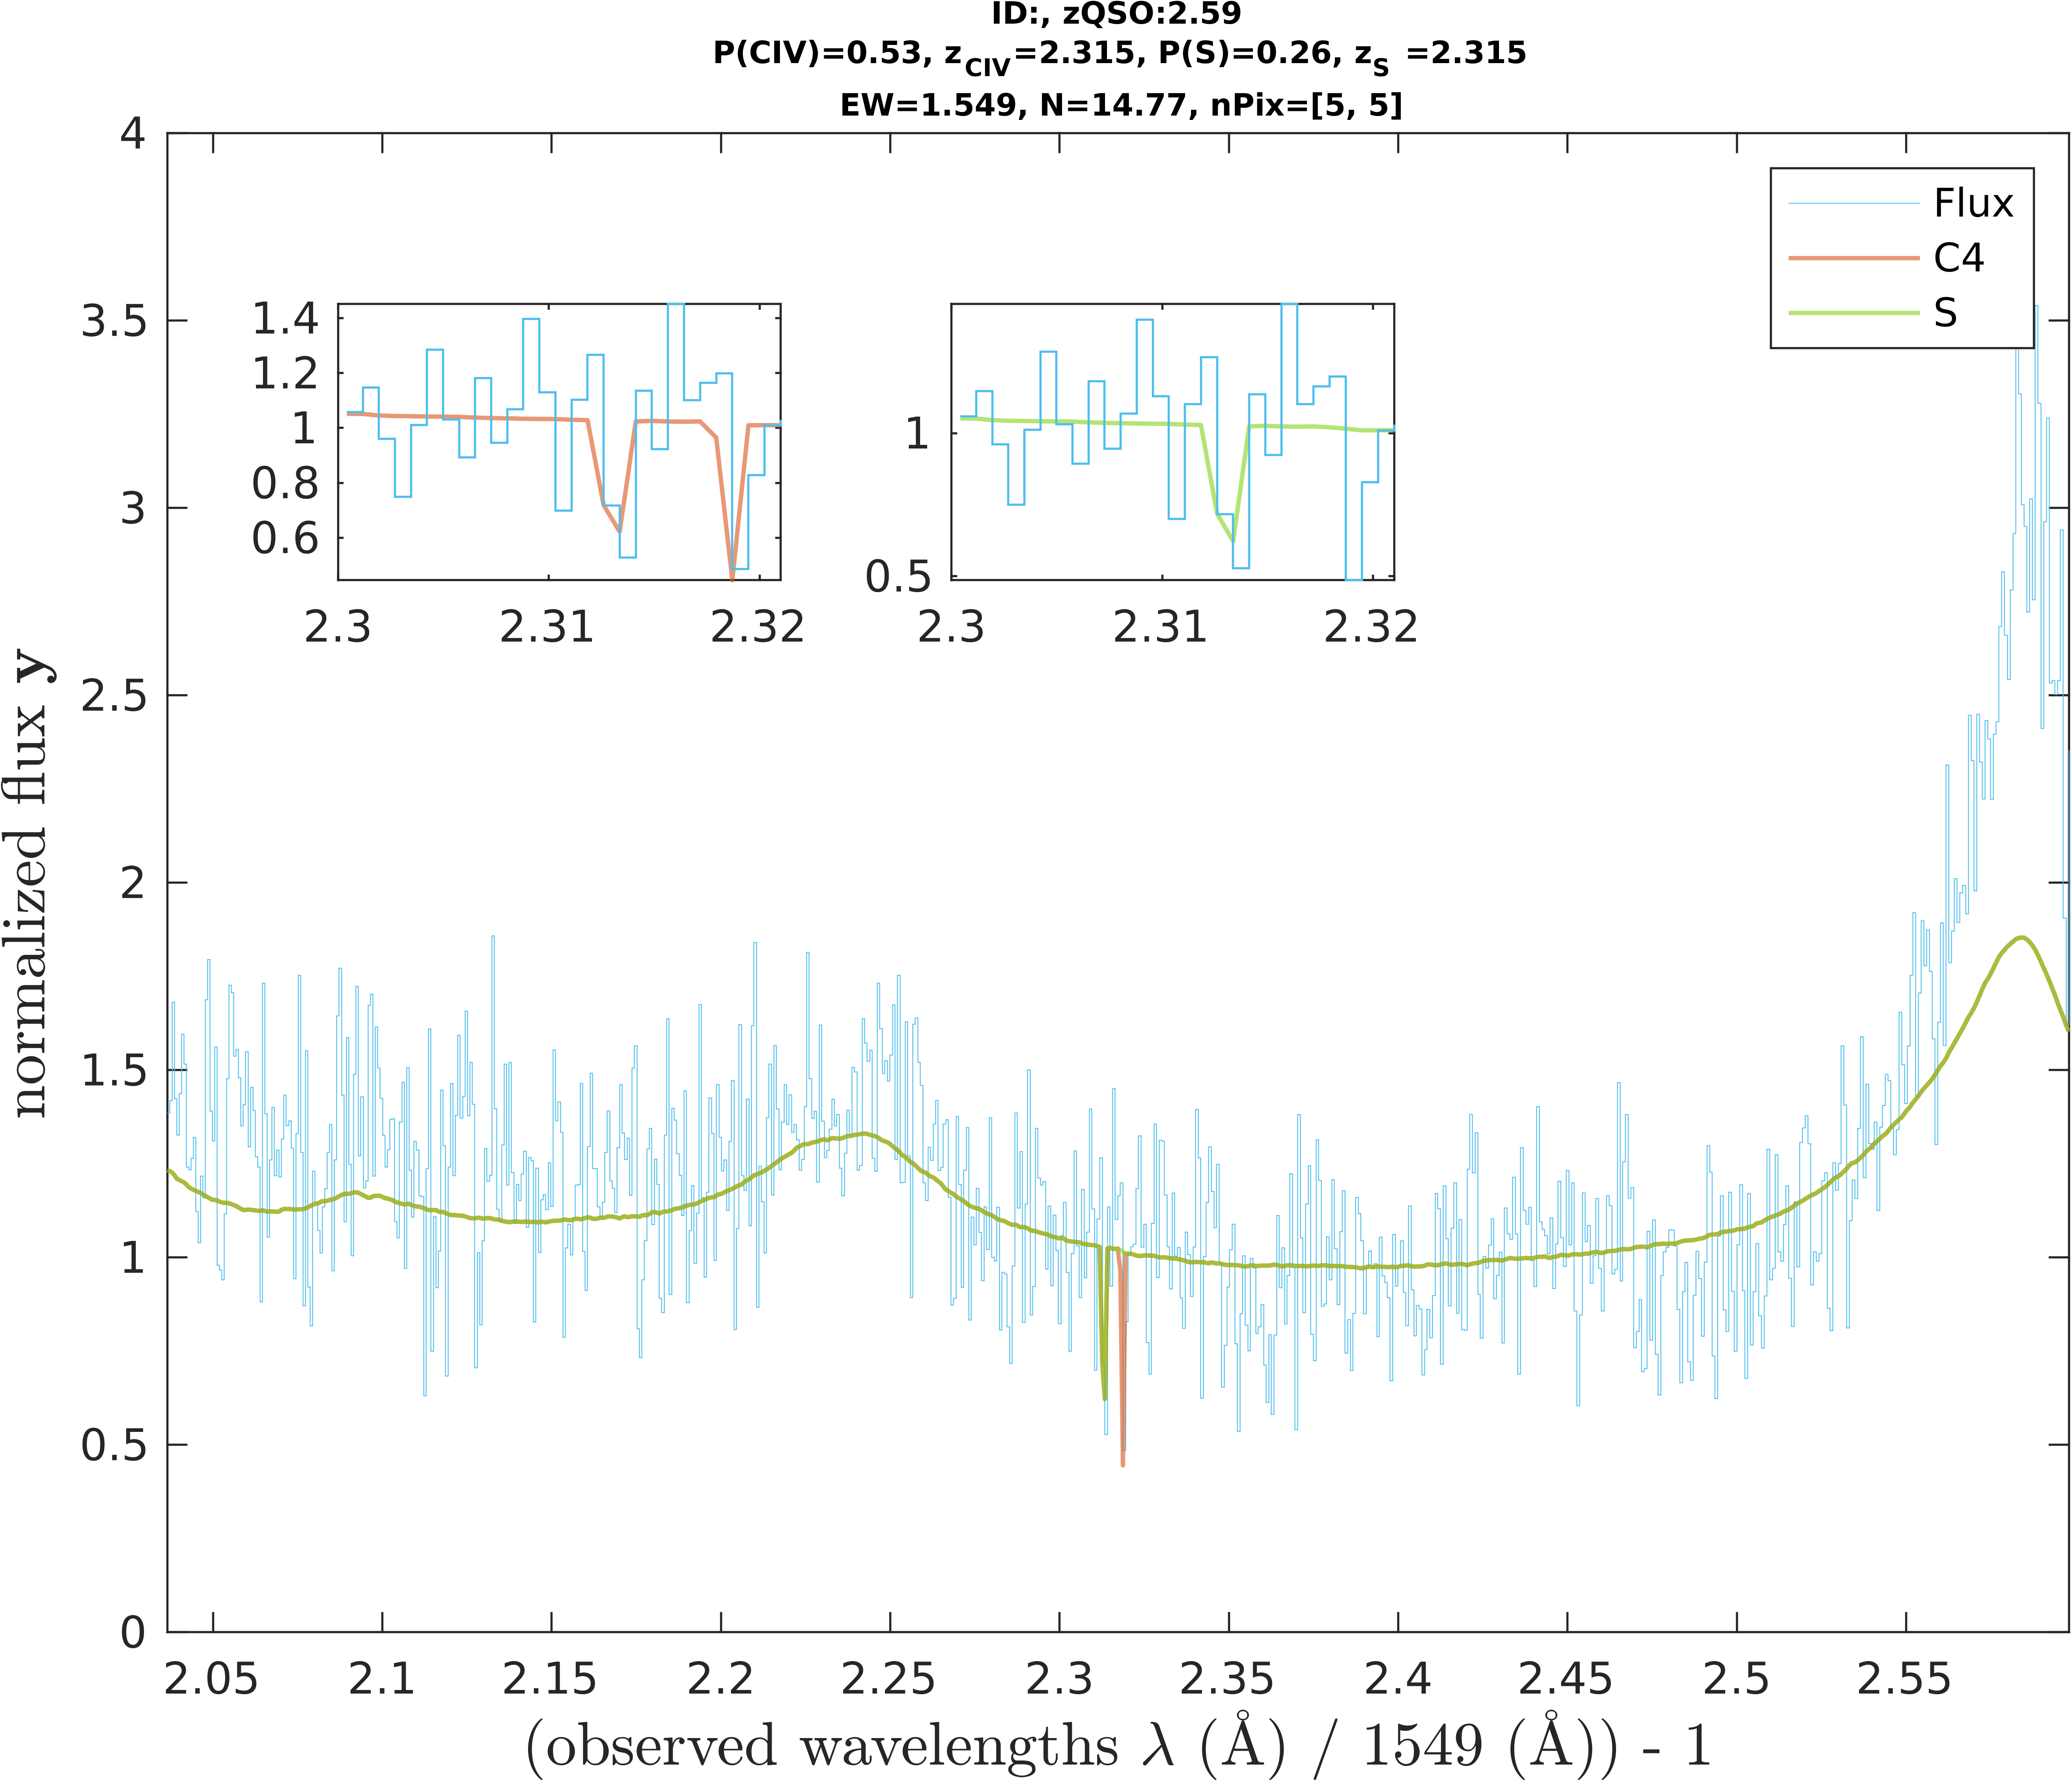 ID:, zQSO:2.59
P(CIV)=0.53, z_CIV=2.315, P(S)=0.26, z_S =2.315
EW=1.549, N=14.77, nPix=[5, 5]
4
3.5
3
2.5
2
1.5
1
0.5
0
normalized flux y
Flux
C4
S
1.4
1.2
1
0.8
0.6
2.3 2.31 2.32
1
0.5
2.3 2.31 2.32
2.05 2.1 2.15 2.2 2.25 2.3 2.35 2.4 2.45 2.5 2.55
(observed wavelengths λ (Å) / 1549 (Å)) - 1